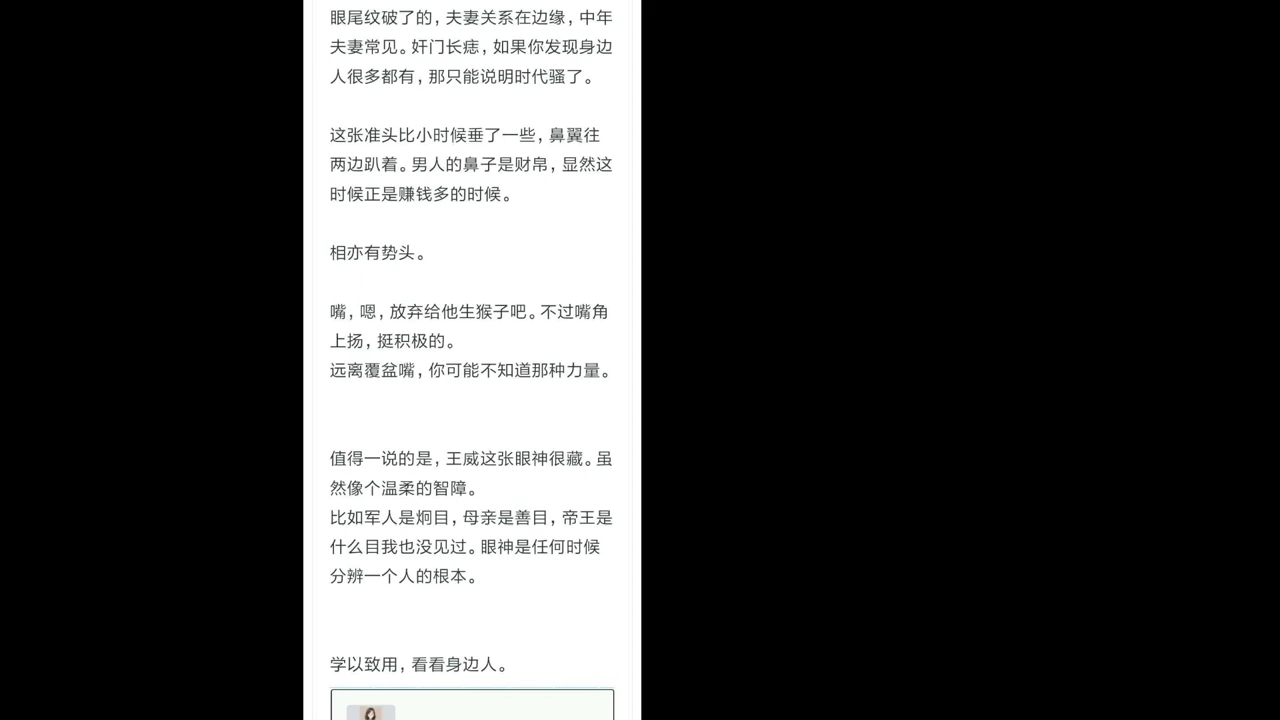 眼尾纹破了的，夫妻关系在边缘，中年
夫妻常见。奸门长痣，如果你发现身边
人很多都有，那只能说明时代骚了。
这张准头比小时候垂了一些，鼻翼往
两边趴着。男人的鼻子是财帛，显然这
时候正是赚钱多的时候。
相亦有势头。
嘴，嗯，放弃给他生猴子吧。不过嘴角
上扬，挺积极的。
远离覆盆嘴，你可能不知道那种力量。
值得一说的是，王威这张眼神很藏。虽
然像个温柔的智障。
比如军人是炯目，母亲是善目，帝王是
什么目我也没见过。眼神是任何时候
分辨一个人的根本。
学以致用，看看身边人。